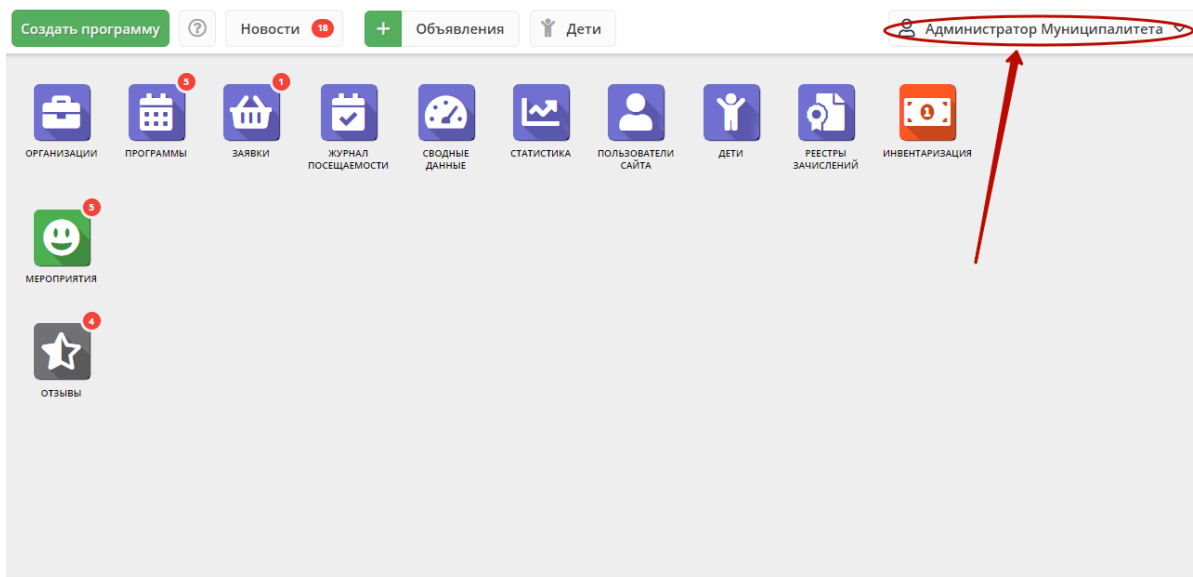 Создать программу
Новости 18
+ Объявления
Дети
Администратор Муниципалитета
5
1
1
ОРГАНИЗАЦИИ
ПРОГРАММЫ
ЗАЯВКИ
ЖУРНАЛ
ПОСЕЩАЕМОСТИ
СВОДНЫЕ
ДАННЫЕ
СТАТИСТИКА
ПОЛЬЗОВАТЕЛИ
САЙТА
ДЕТИ
РЕЕСТРЫ
ЗАЧИСЛЕНИЙ
ИНВЕНТАРИЗАЦИЯ
5
МЕРОПРИЯТИЯ
4
ОТЗЫВЫ